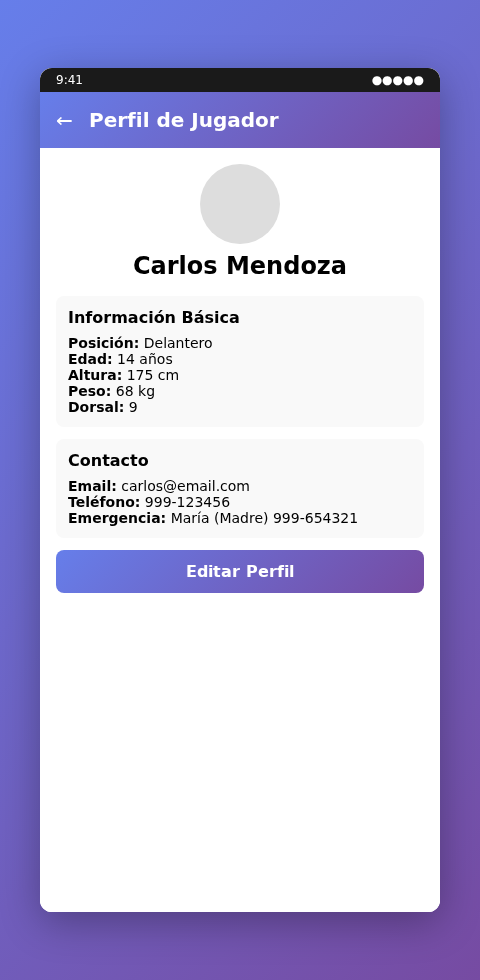 9:41 ●●●●●
← Perfil de Jugador
Carlos Mendoza
Información Básica
Posición: Delantero
Edad: 14 años
Altura: 175 cm
Peso: 68 kg
Dorsal: 9
Contacto
Email: carlos@email.com
Teléfono: 999-123456
Emergencia: María (Madre) 999-654321
Editar Perfil